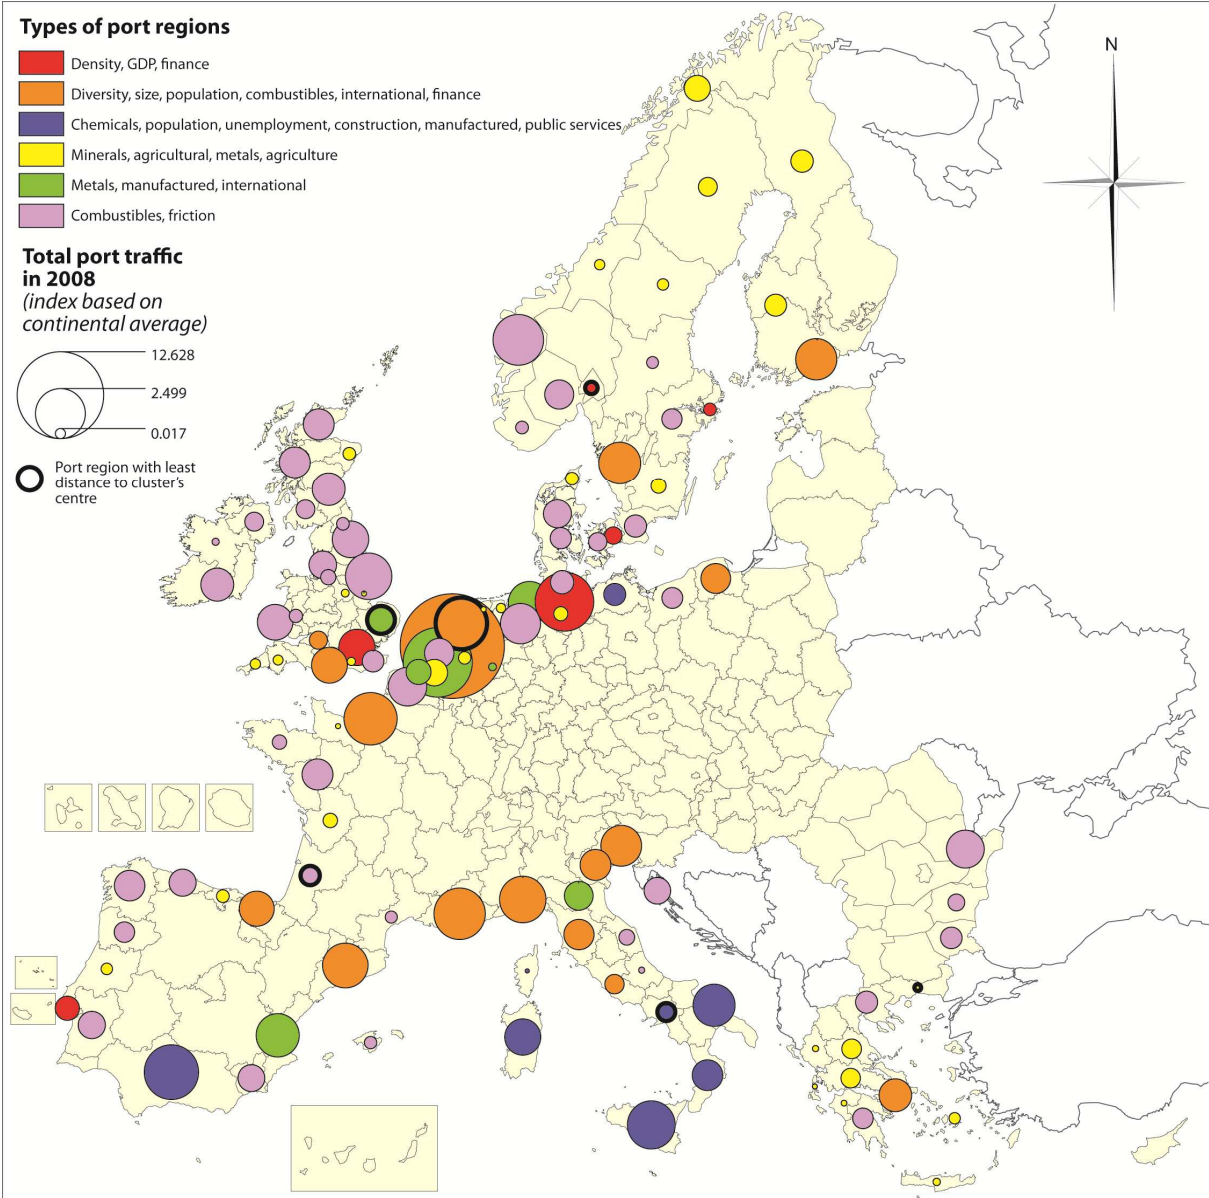 Types of port regions
Density, GDP, finance
Diversity, size, population, combustibles, international, finance
Chemicals, population, unemployment, construction, manufactured, public services
Minerals, agricultural, metals, agriculture
Metals, manufactured, international
Combustibles, friction
Total port traffic
in 2008
(index based on
continental average)
12.628
2.499
0.017
Port region with least
distance to cluster's
centre
N